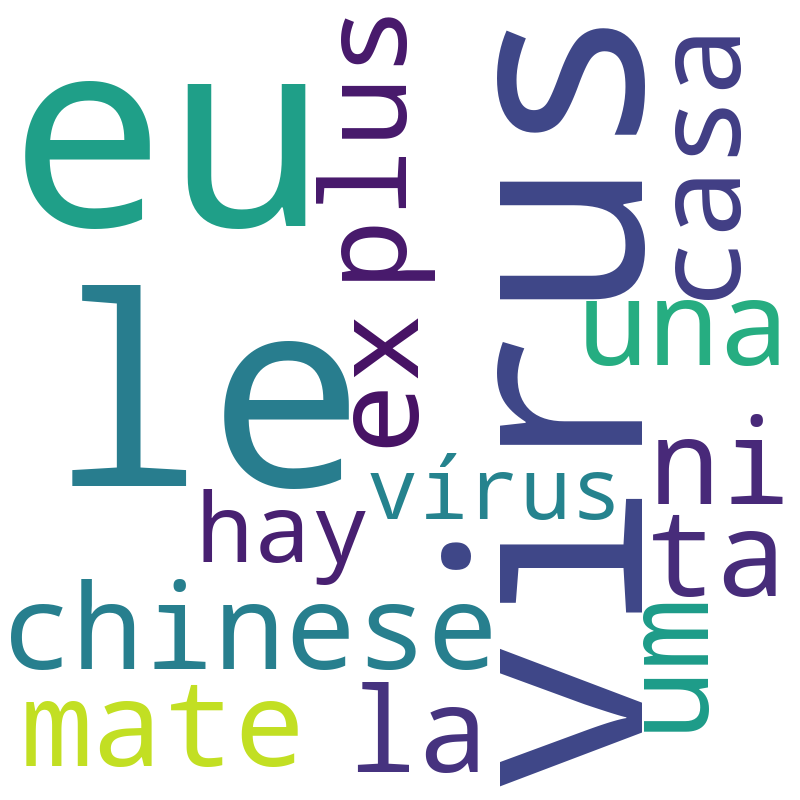 eu
plus
virus
casa
le
ex
una
hay
vírus
ni
ta
chinese
um
mate
la